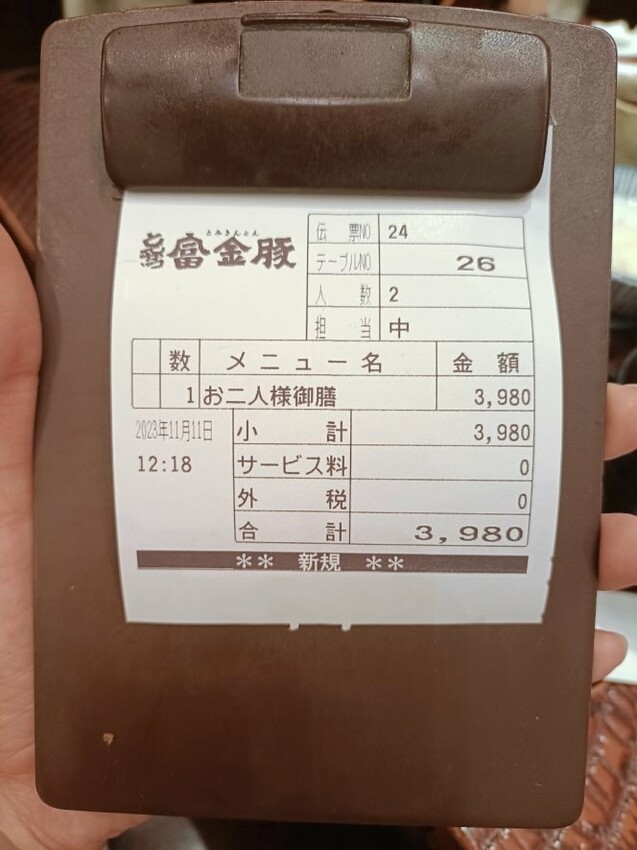 とみきんとん
とんかつ 富金豚
伝票NO 24
テーブルNO 26
人数 2
担当 中
数 メニュー名 金額
1 お二人様御膳 3,980
2023年11月11日 小計 3,980
12:18 サービス料 0
外税 0
合計 3,980
** 新規 **